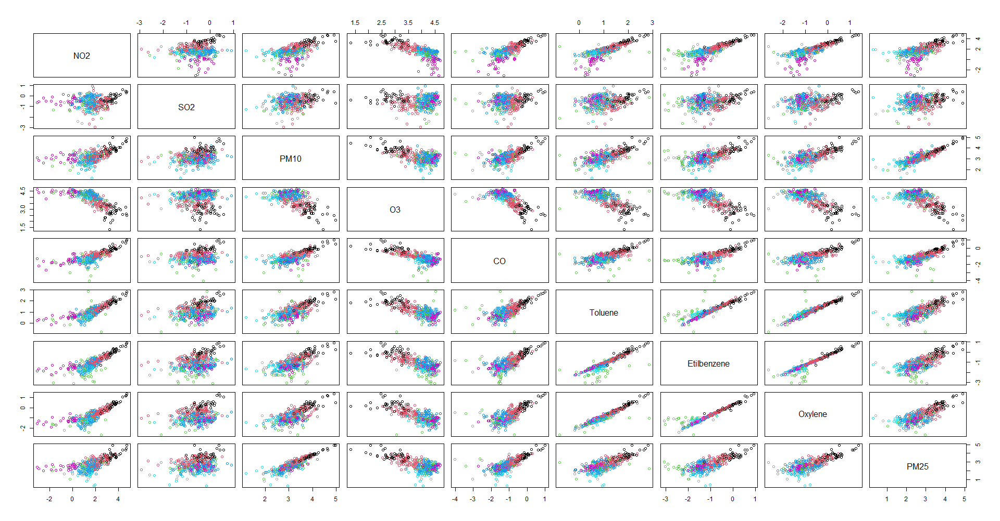 -3 -2 -1 0 1 1.5 2.5 3.5 4.5 0 1 2 3 -2 -1 0 1
NO2
-2 2 4
-3 -1 0 1
SO2
PM10
2 3 4 5
1.5 3.0 4.5
O3
CO
-4 -2 0
0 1 2 3
Toluene
Etilbenzene
-3 -1 1
-2 0 1
Oxylene
PM25
1 3 5
-2 0 2 4 2 3 4 5 -4 -3 -2 -1 0 1 -3 -2 -1 0 1 1 2 3 4 5